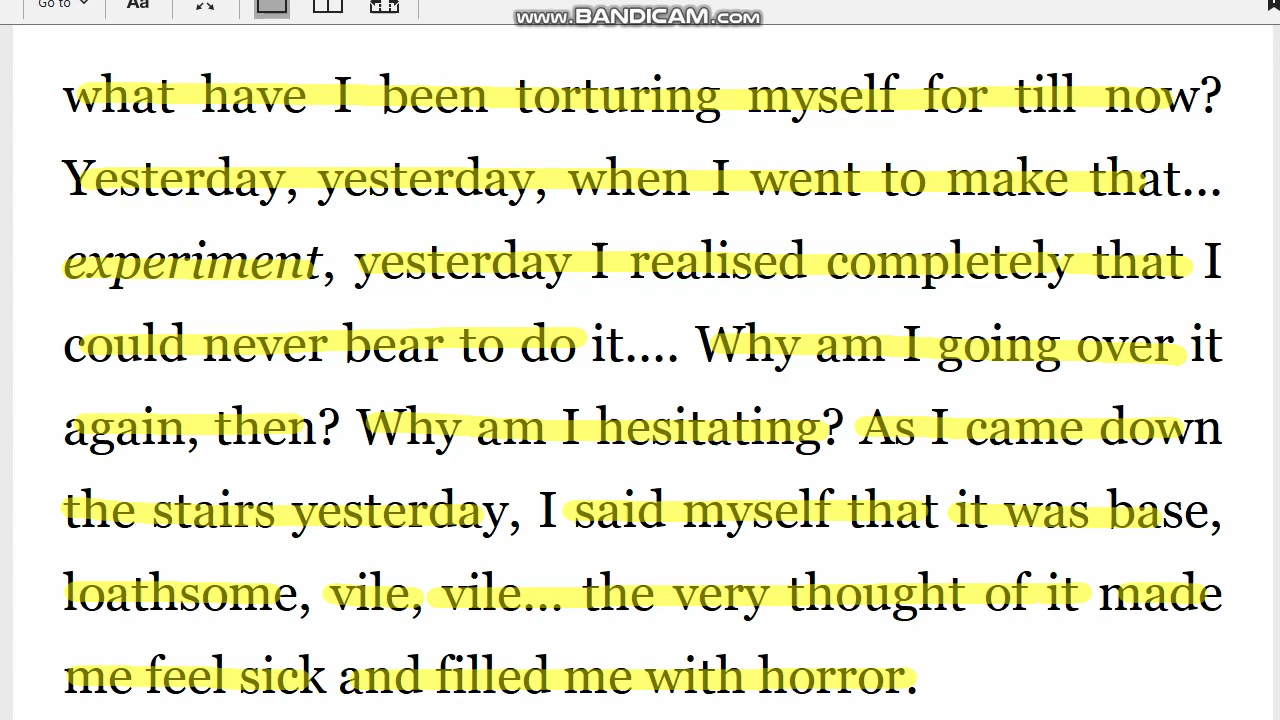 Go to Aa
www.BANDICAM.com
what have I been torturing myself for till now?
Yesterday, yesterday, when I went to make that...
experiment, yesterday I realised completely that I
could never bear to do it.... Why am I going over it
again, then? Why am I hesitating? As I came down
the stairs yesterday, I said myself that it was base,
loathsome, vile, vile... the very thought of it made
me feel sick and filled me with horror.